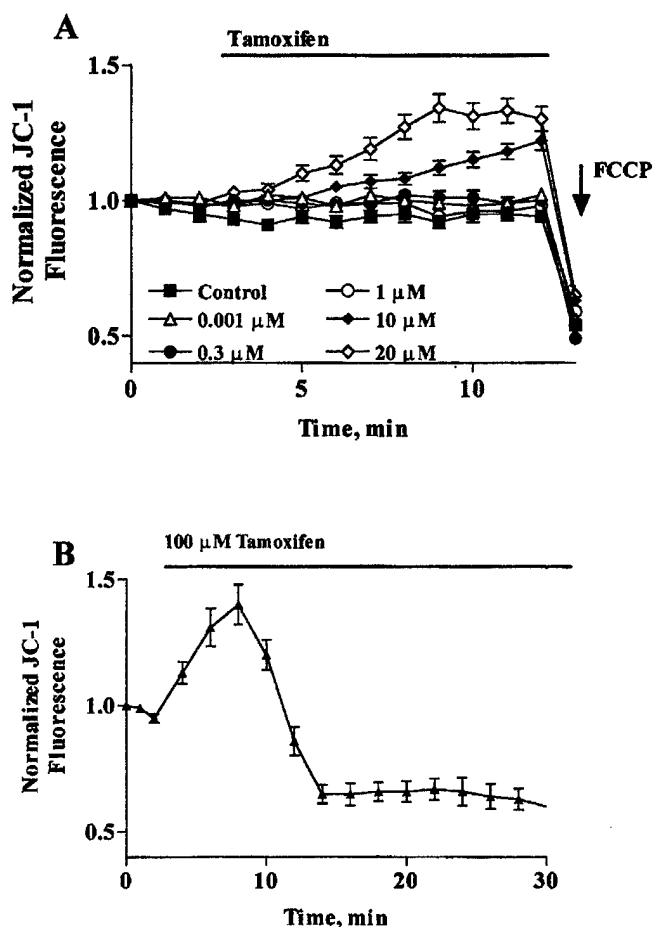 A
Tamoxifen
1.5
1.0
0.5
Normalized JC-1
Fluorescence
FCCP
Control
1 μM
0.001 μM
10 μM
0.3 μM
20 μM
0
5
10
Time, min
B
100 μM Tamoxifen
1.5
1.0
0.5
Normalized JC-1
Fluorescence
0
10
20
30
Time, min